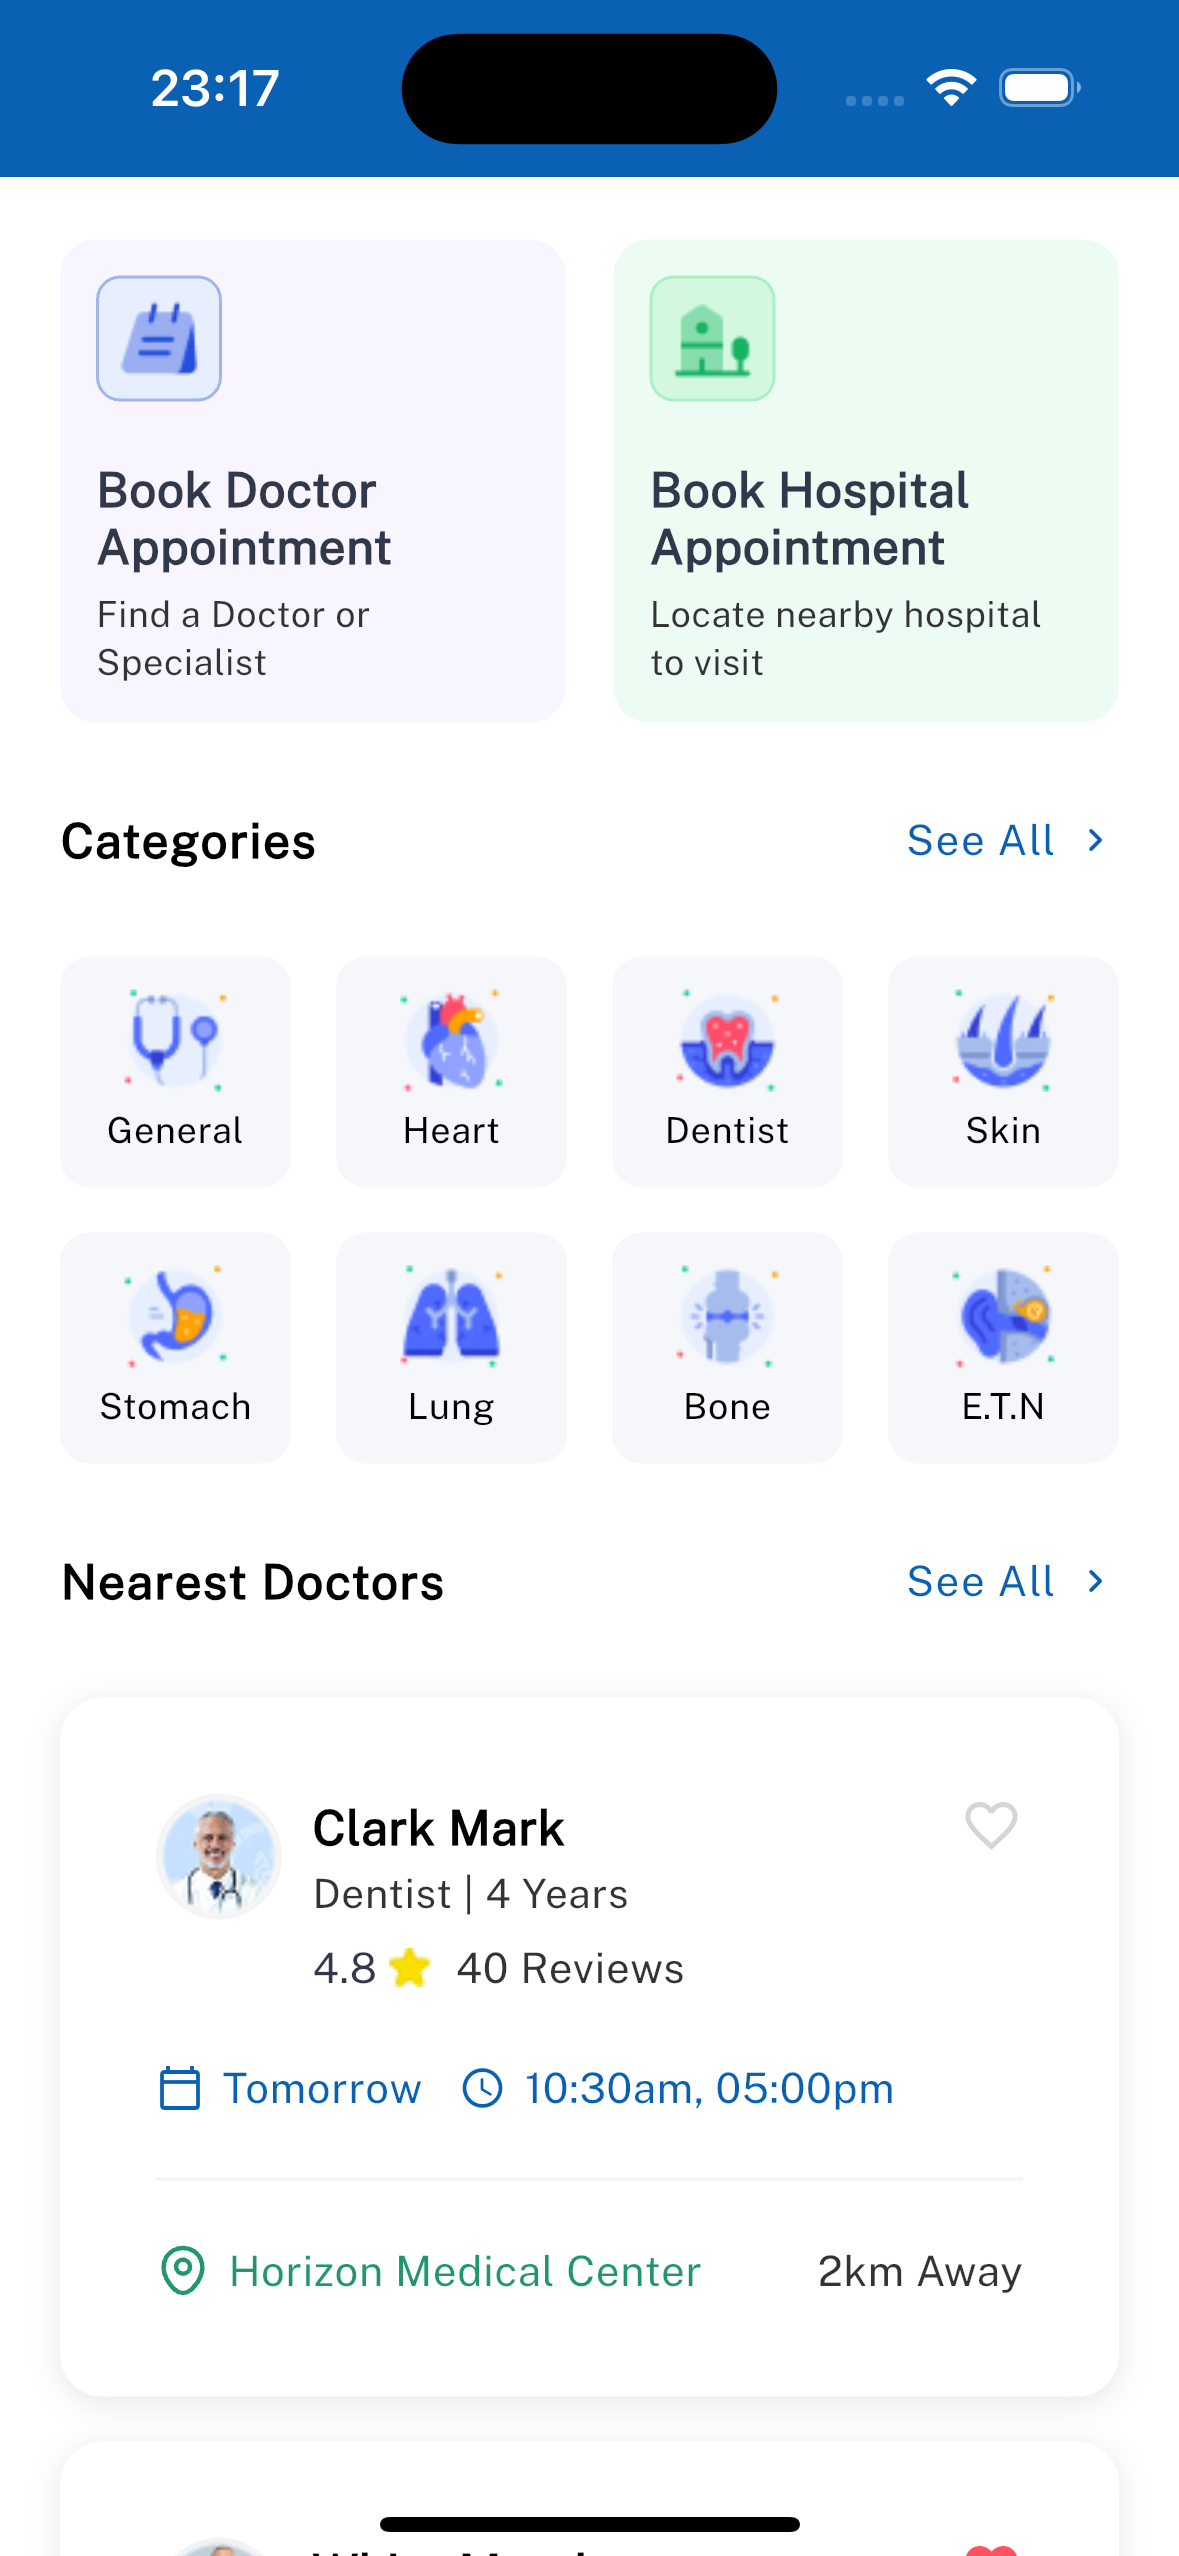 23:17
Book Doctor
Appointment
Find a Doctor or
Specialist
Book Hospital
Appointment
Locate nearby hospital
to visit
Categories
See All
General
Heart
Dentist
Skin
Stomach
Lung
Bone
E.T.N
Nearest Doctors
See All
Clark Mark
Dentist | 4 Years
4.8
40 Reviews
Tomorrow
10:30am, 05:00pm
Horizon Medical Center
2km Away